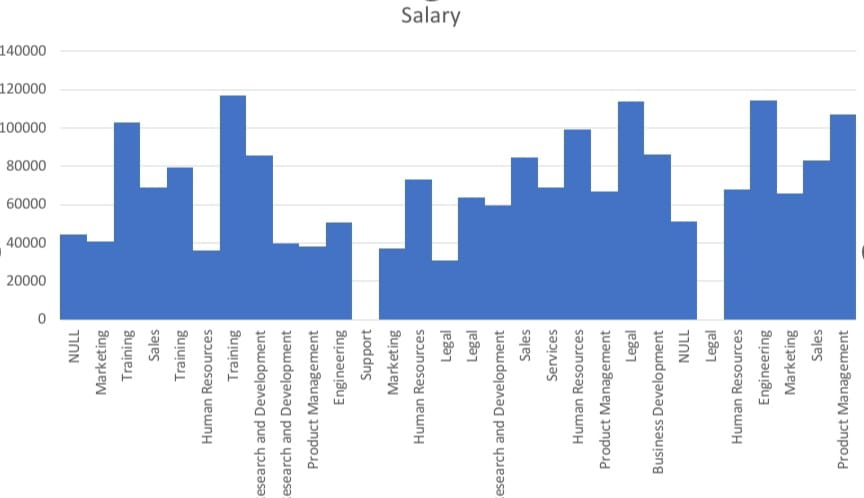 Salary
140000
120000
100000
80000
60000
40000
20000
0
NULL
Marketing
Training
Sales
Training
Human Resources
Training
esearch and Development
esearch and Development
Product Management
Engineering
Support
Marketing
Human Resources
Legal
Legal
esearch and Development
Sales
Services
Human Resources
Product Management
Legal
Business Development
NULL
Legal
Human Resources
Engineering
Marketing
Sales
Product Management